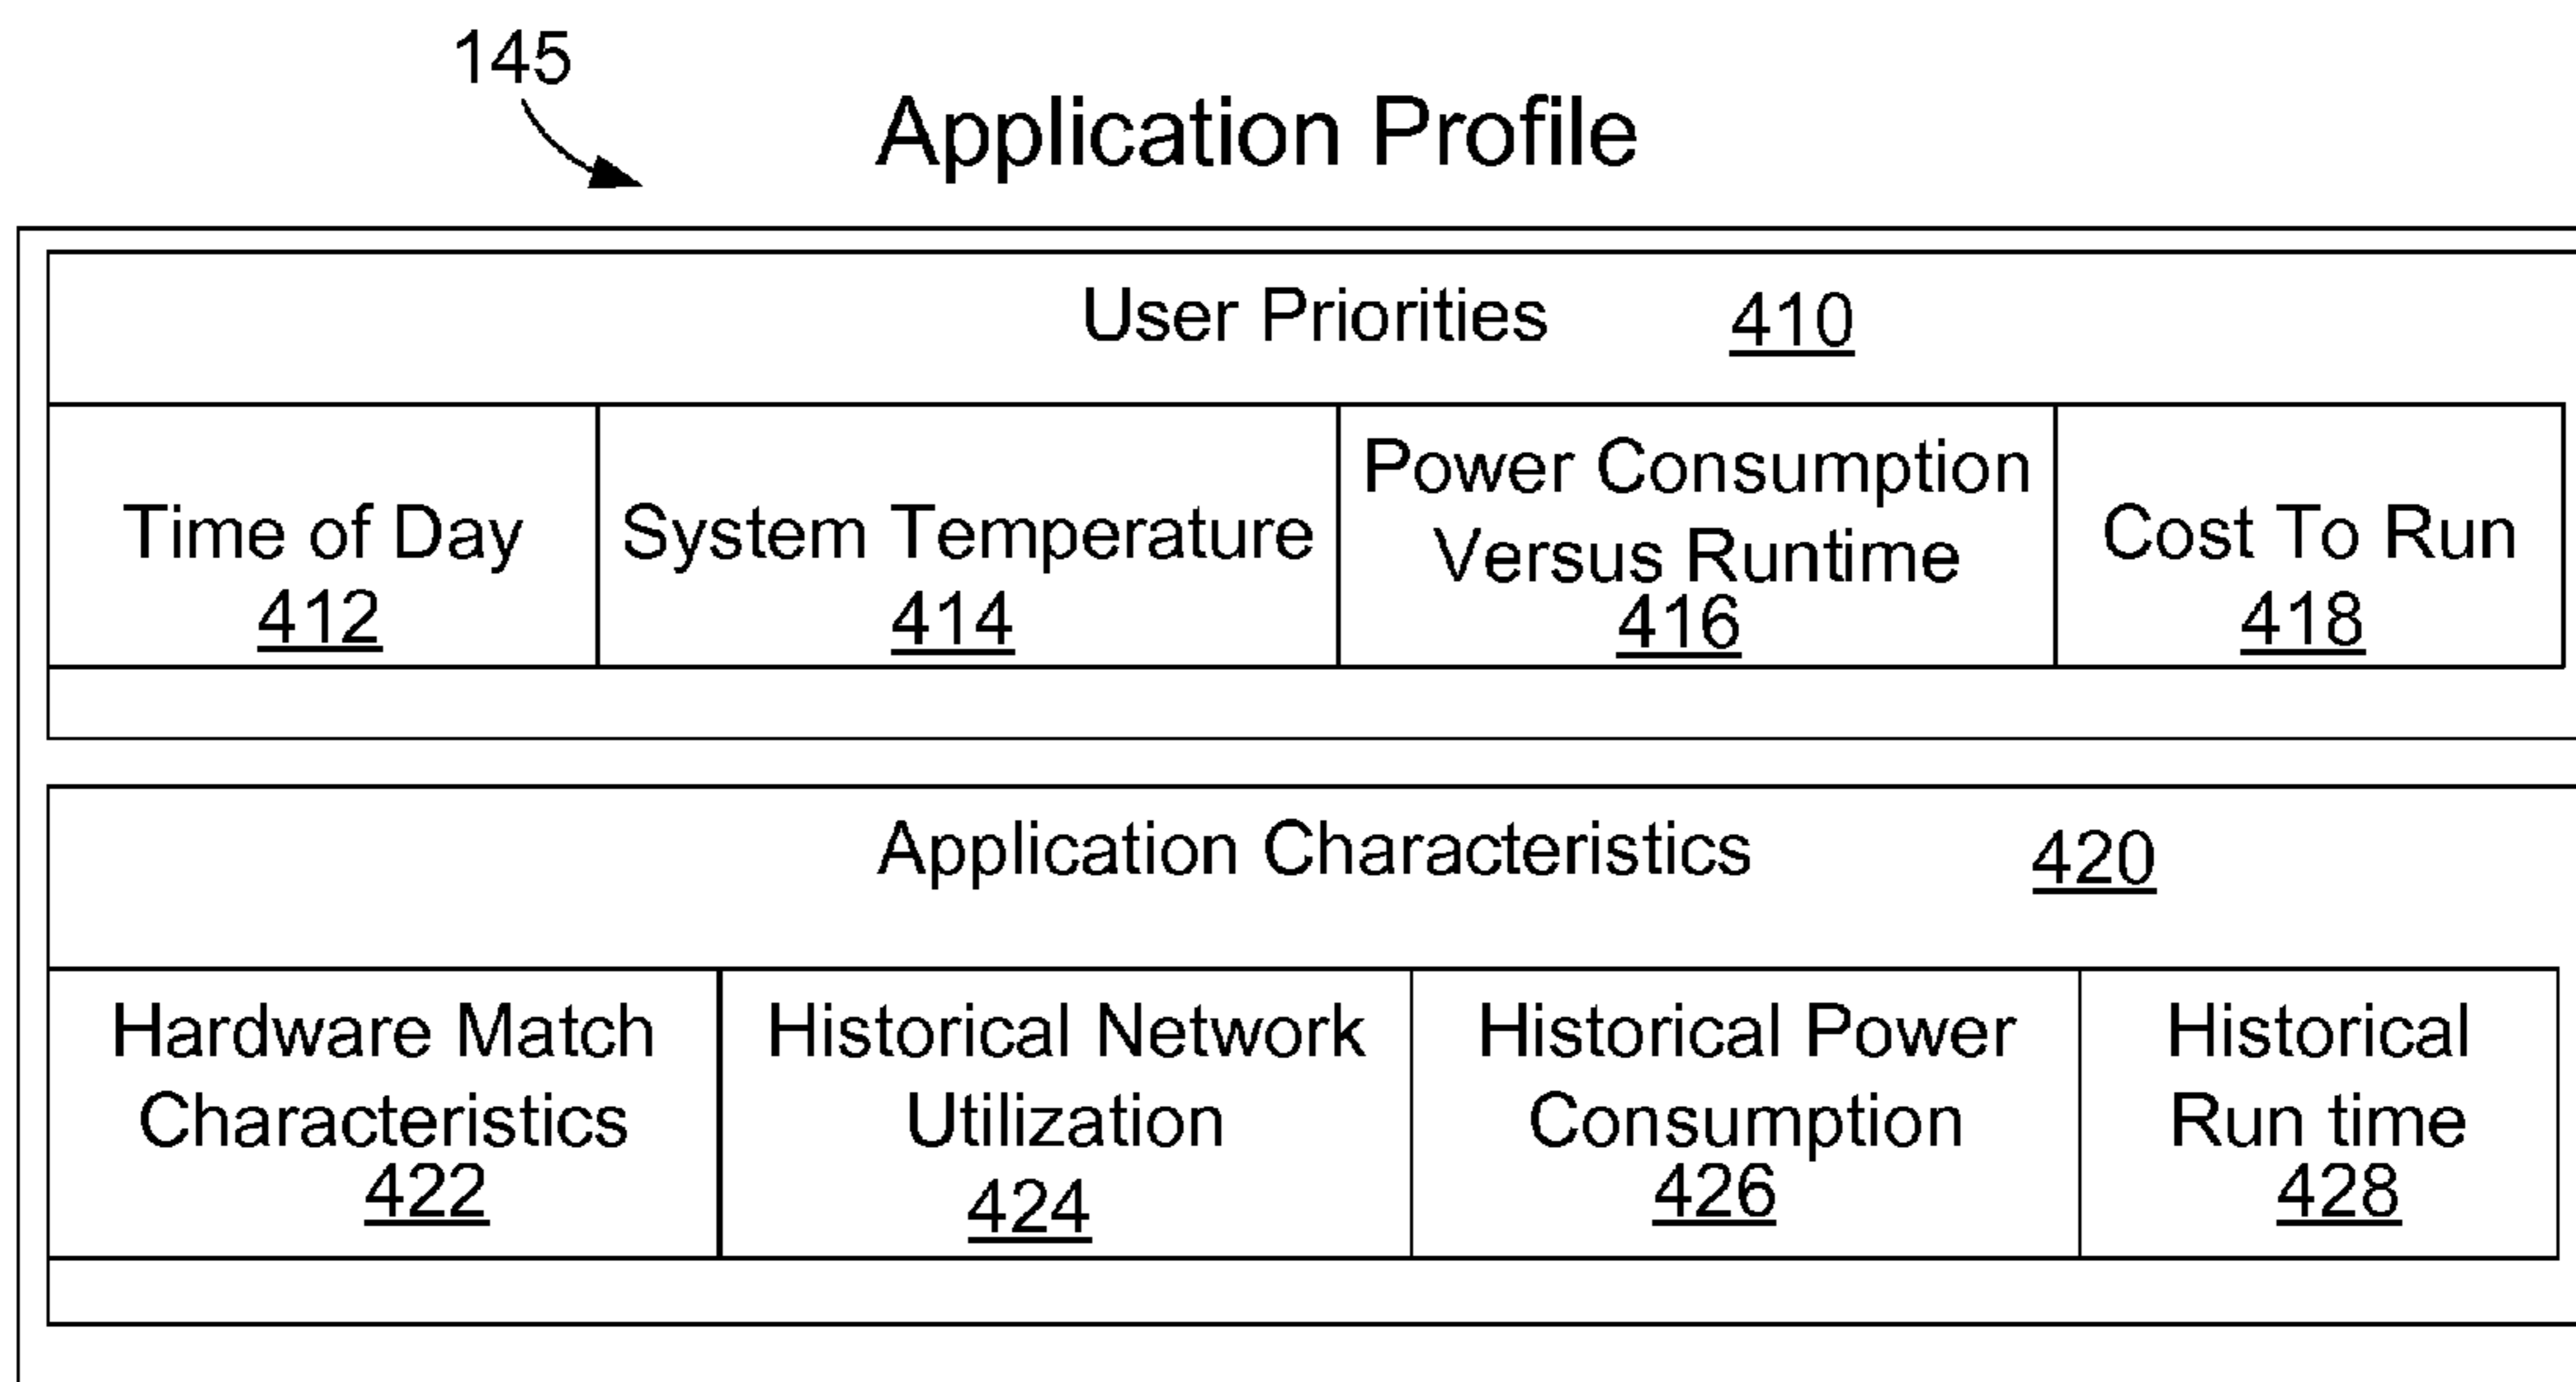 145
Application Profile
User Priorities 410
Time of Day
412
System Temperature
414
Power Consumption
Versus Runtime
416
Cost To Run
418
Application Characteristics 420
Hardware Match
Characteristics
422
Historical Network
Utilization
424
Historical Power
Consumption
426
Historical
Run time
428